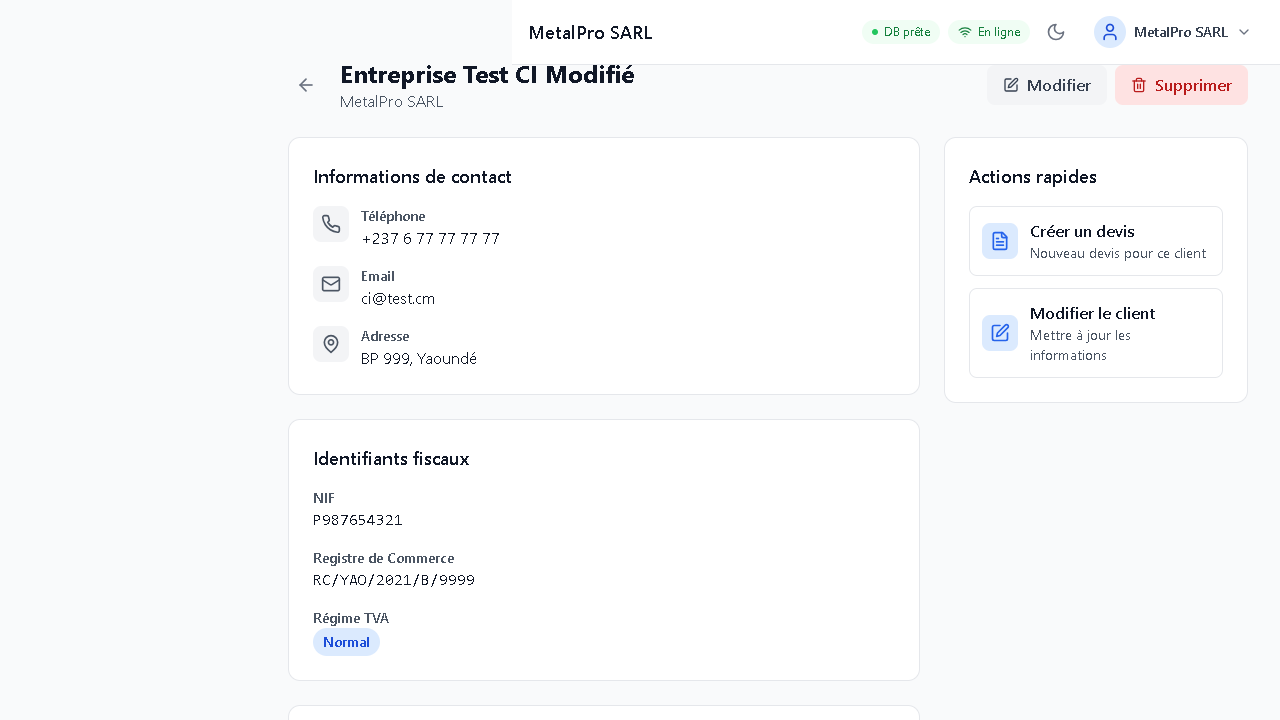 MetalPro SARL
DB prête
En ligne
MetalPro SARL
Entreprise Test CI Modifié
MetalPro SARL
Modifier
Supprimer
Informations de contact
Téléphone
+237 6 77 77 77 77
Email
ci@test.cm
Adresse
BP 999, Yaoundé
Actions rapides
Créer un devis
Nouveau devis pour ce client
Modifier le client
Mettre à jour les
informations
Identifiants fiscaux
NIF
P987654321
Registre de Commerce
RC/YAO/2021/B/9999
Régime TVA
Normal